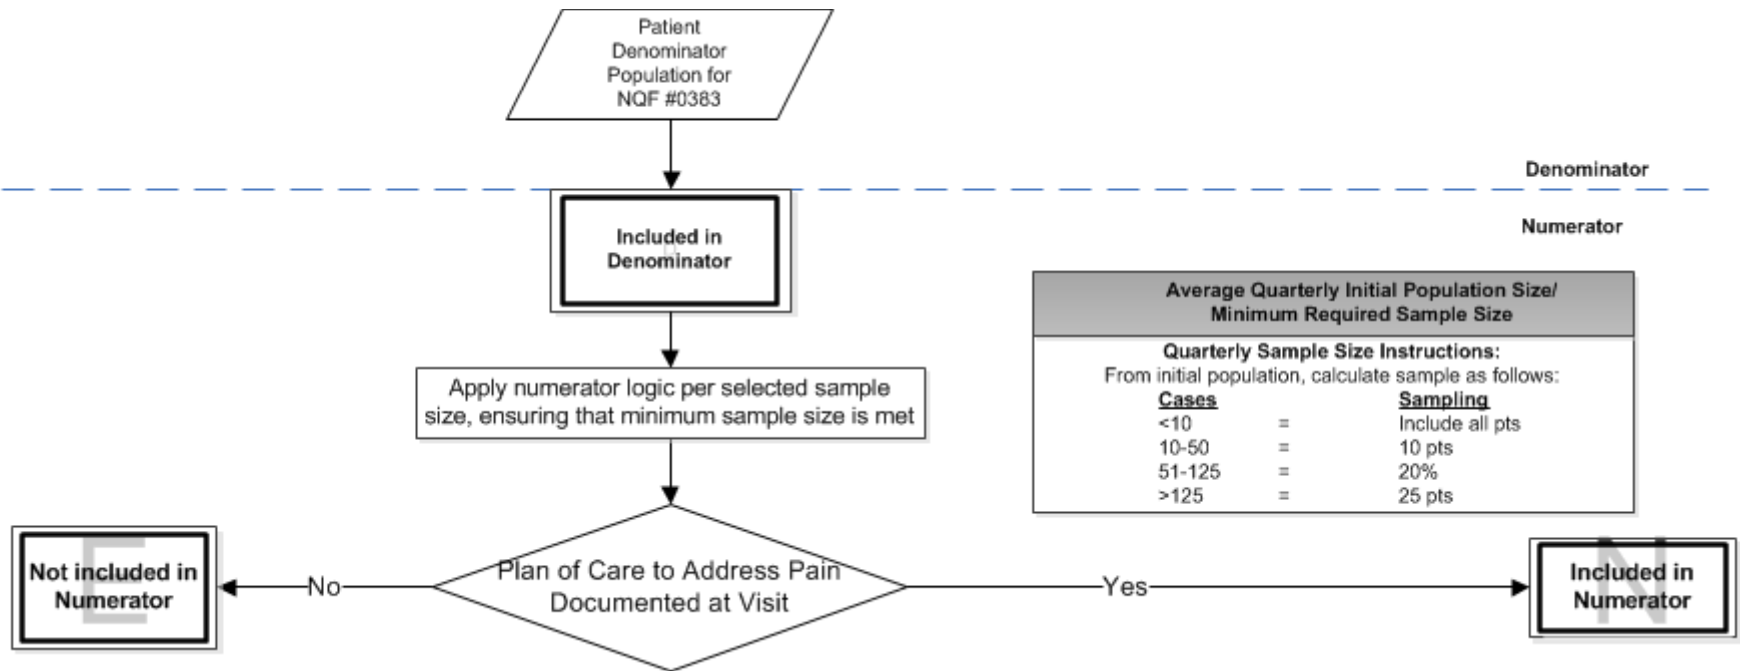 Patient
Denominator
Population for
NQF #0383
Denominator
Numerator
Included in
Denominator
Average Quarterly Initial Population Size/
Minimum Required Sample Size
Quarterly Sample Size Instructions:
From initial population, calculate sample as follows:
Cases Sampling
<10 = Include all pts
10-50 = 10 pts
51-125 = 20%
>125 = 25 pts
Apply numerator logic per selected sample
size, ensuring that minimum sample size is met
Plan of Care to Address Pain
Documented at Visit
No
Yes
E
Not included in
Numerator
N
Included in
Numerator